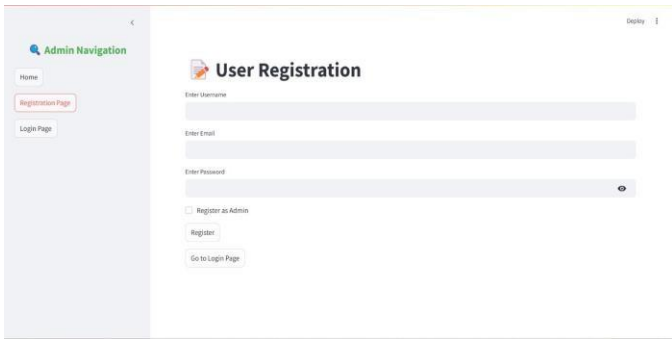 Deploy
Admin Navigation
Home
Registration Page
Login Page
User Registration
Enter Username
Enter Email
Enter Password
Register as Admin
Register
Go to Login Page